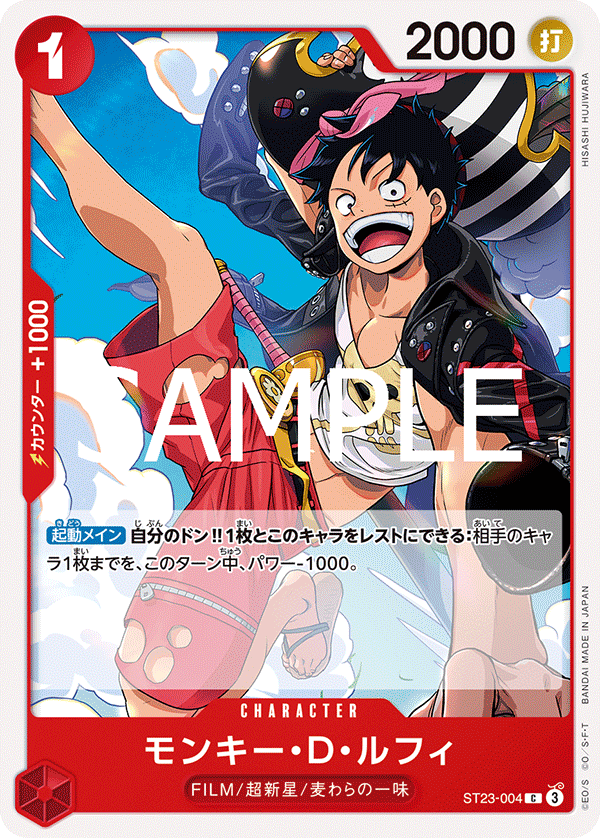 1
2000
打
HISASHI FUJIWARA
カウンター +1000
SAMPLE
起動メイン 自分のドン!!1枚とこのキャラをレストにできる:相手のキャ
ラ1枚までを、このターン中、パワー-1000。
CHARACTER
モンキー・D・ルフィ
FILM/超新星/麦わらの一味
ST23-004 C 3
©E.O/S ©O/S・F・T BANDAI MADE IN JAPAN